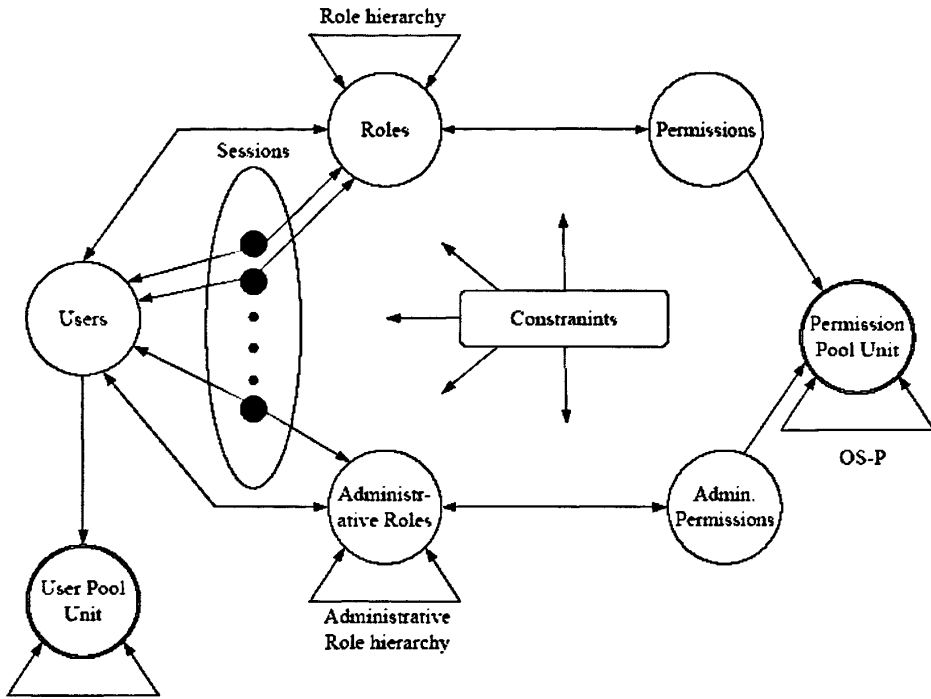 Role hierarchy
Roles
Permissions
Sessions
Users
Constranints
Permission
Pool Unit
OS-P
Administr-
ative Roles
Admin.
Permissions
User Pool
Unit
Administrative
Role hierarchy